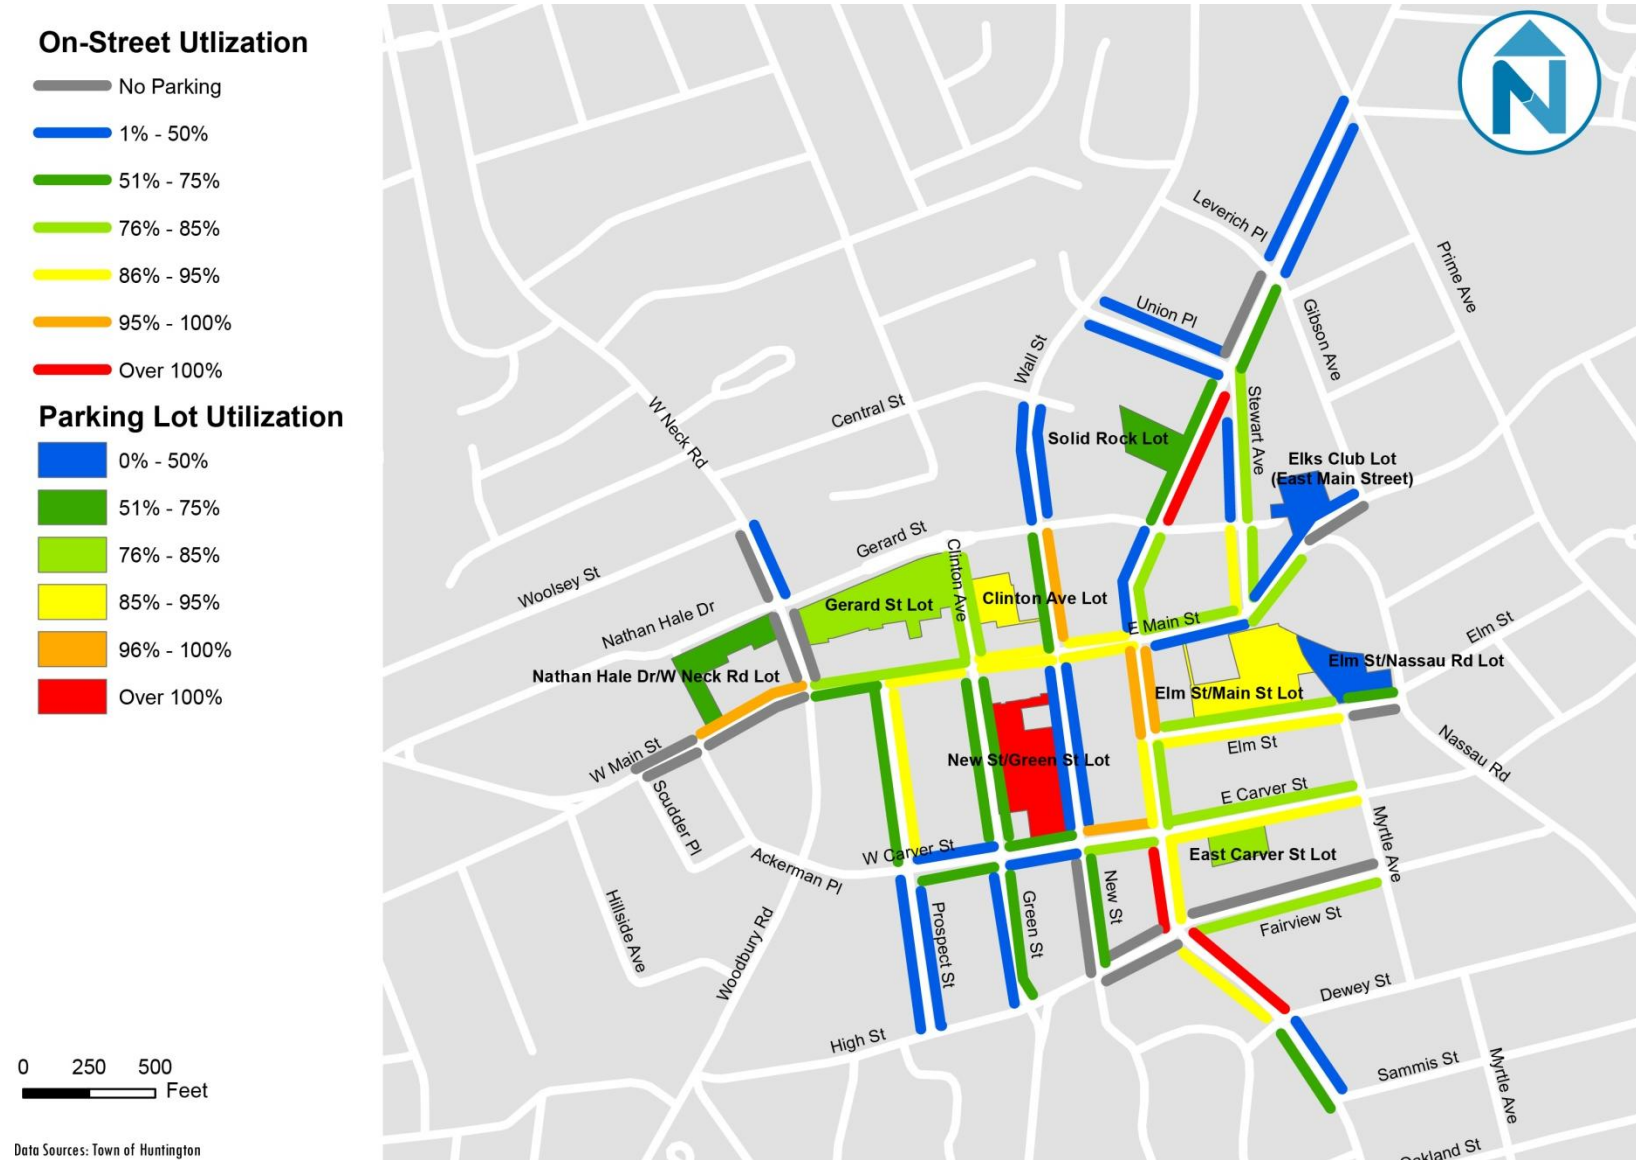 On-Street Utlization
No Parking
1% - 50%
51% - 75%
76% - 85%
86% - 95%
95% - 100%
Over 100%
Parking Lot Utilization
0% - 50%
51% - 75%
76% - 85%
85% - 95%
96% - 100%
Over 100%
0 250 500
Feet
Data Sources: Town of Huntington
N
Leverich Pl
Prime Ave
Union Pl
Gibson Ave
Wall St
Stewart Ave
W Neck Rd
Central St
Solid Rock Lot
Elks Club Lot
(East Main Street)
Gerard St
Clinton Ave
Woolsey St
Nathan Hale Dr
Gerard St Lot
Clinton Ave Lot
E Main St
Elm St
Nathan Hale Dr/W Neck Rd Lot
Elm St/Nassau Rd Lot
Elm St/Main St Lot
W Main St
New St/Green St Lot
Elm St
Nassau Rd
Scudder Pl
E Carver St
Myrtle Ave
W Carver St
Ackerman Pl
East Carver St Lot
Hillside Ave
Woodbury Rd
Prospect St
Green St
New St
Fairview St
Dewey St
High St
Sammis St
Myrtle Ave
Oakland St